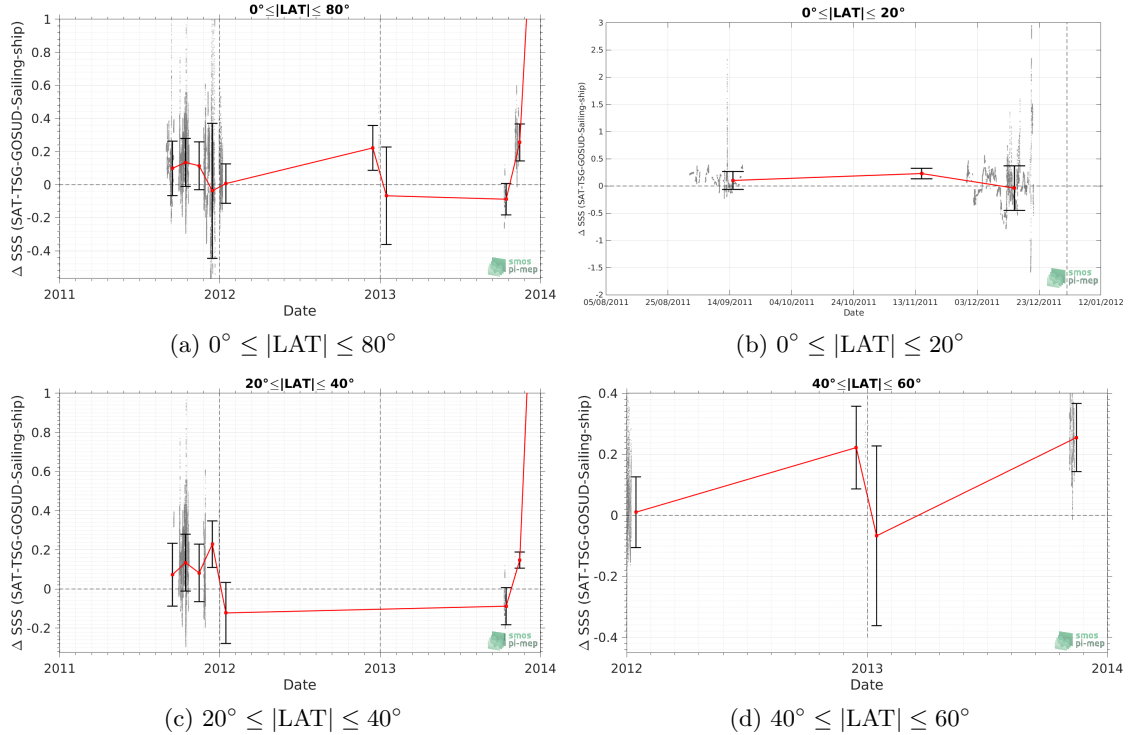 0°≤|LAT|≤ 80°
Δ SSS (SAT-TSG-GOSUD-Sailing-ship)
1
0.8
0.6
0.4
0.2
0
-0.2
-0.4
2011
2012
2013
2014
Date
smos
pi-mep
(a) 0° ≤ |LAT| ≤ 80°
0°≤|LAT|≤ 20°
Δ SSS (SAT-TSG-GOSUD-Sailing-ship)
3
2.5
2
1.5
1
0.5
0
-0.5
-1
-1.5
-2
05/08/2011
25/08/2011
14/09/2011
04/10/2011
24/10/2011
13/11/2011
03/12/2011
23/12/2011
12/01/2012
Date
smos
pi-mep
(b) 0° ≤ |LAT| ≤ 20°
20°≤|LAT|≤ 40°
Δ SSS (SAT-TSG-GOSUD-Sailing-ship)
1
0.8
0.6
0.4
0.2
0
-0.2
2011
2012
2013
2014
Date
smos
pi-mep
(c) 20° ≤ |LAT| ≤ 40°
40°≤|LAT|≤ 60°
Δ SSS (SAT-TSG-GOSUD-Sailing-ship)
0.4
0.2
0
-0.2
-0.4
2012
2013
2014
Date
smos
pi-mep
(d) 40° ≤ |LAT| ≤ 60°